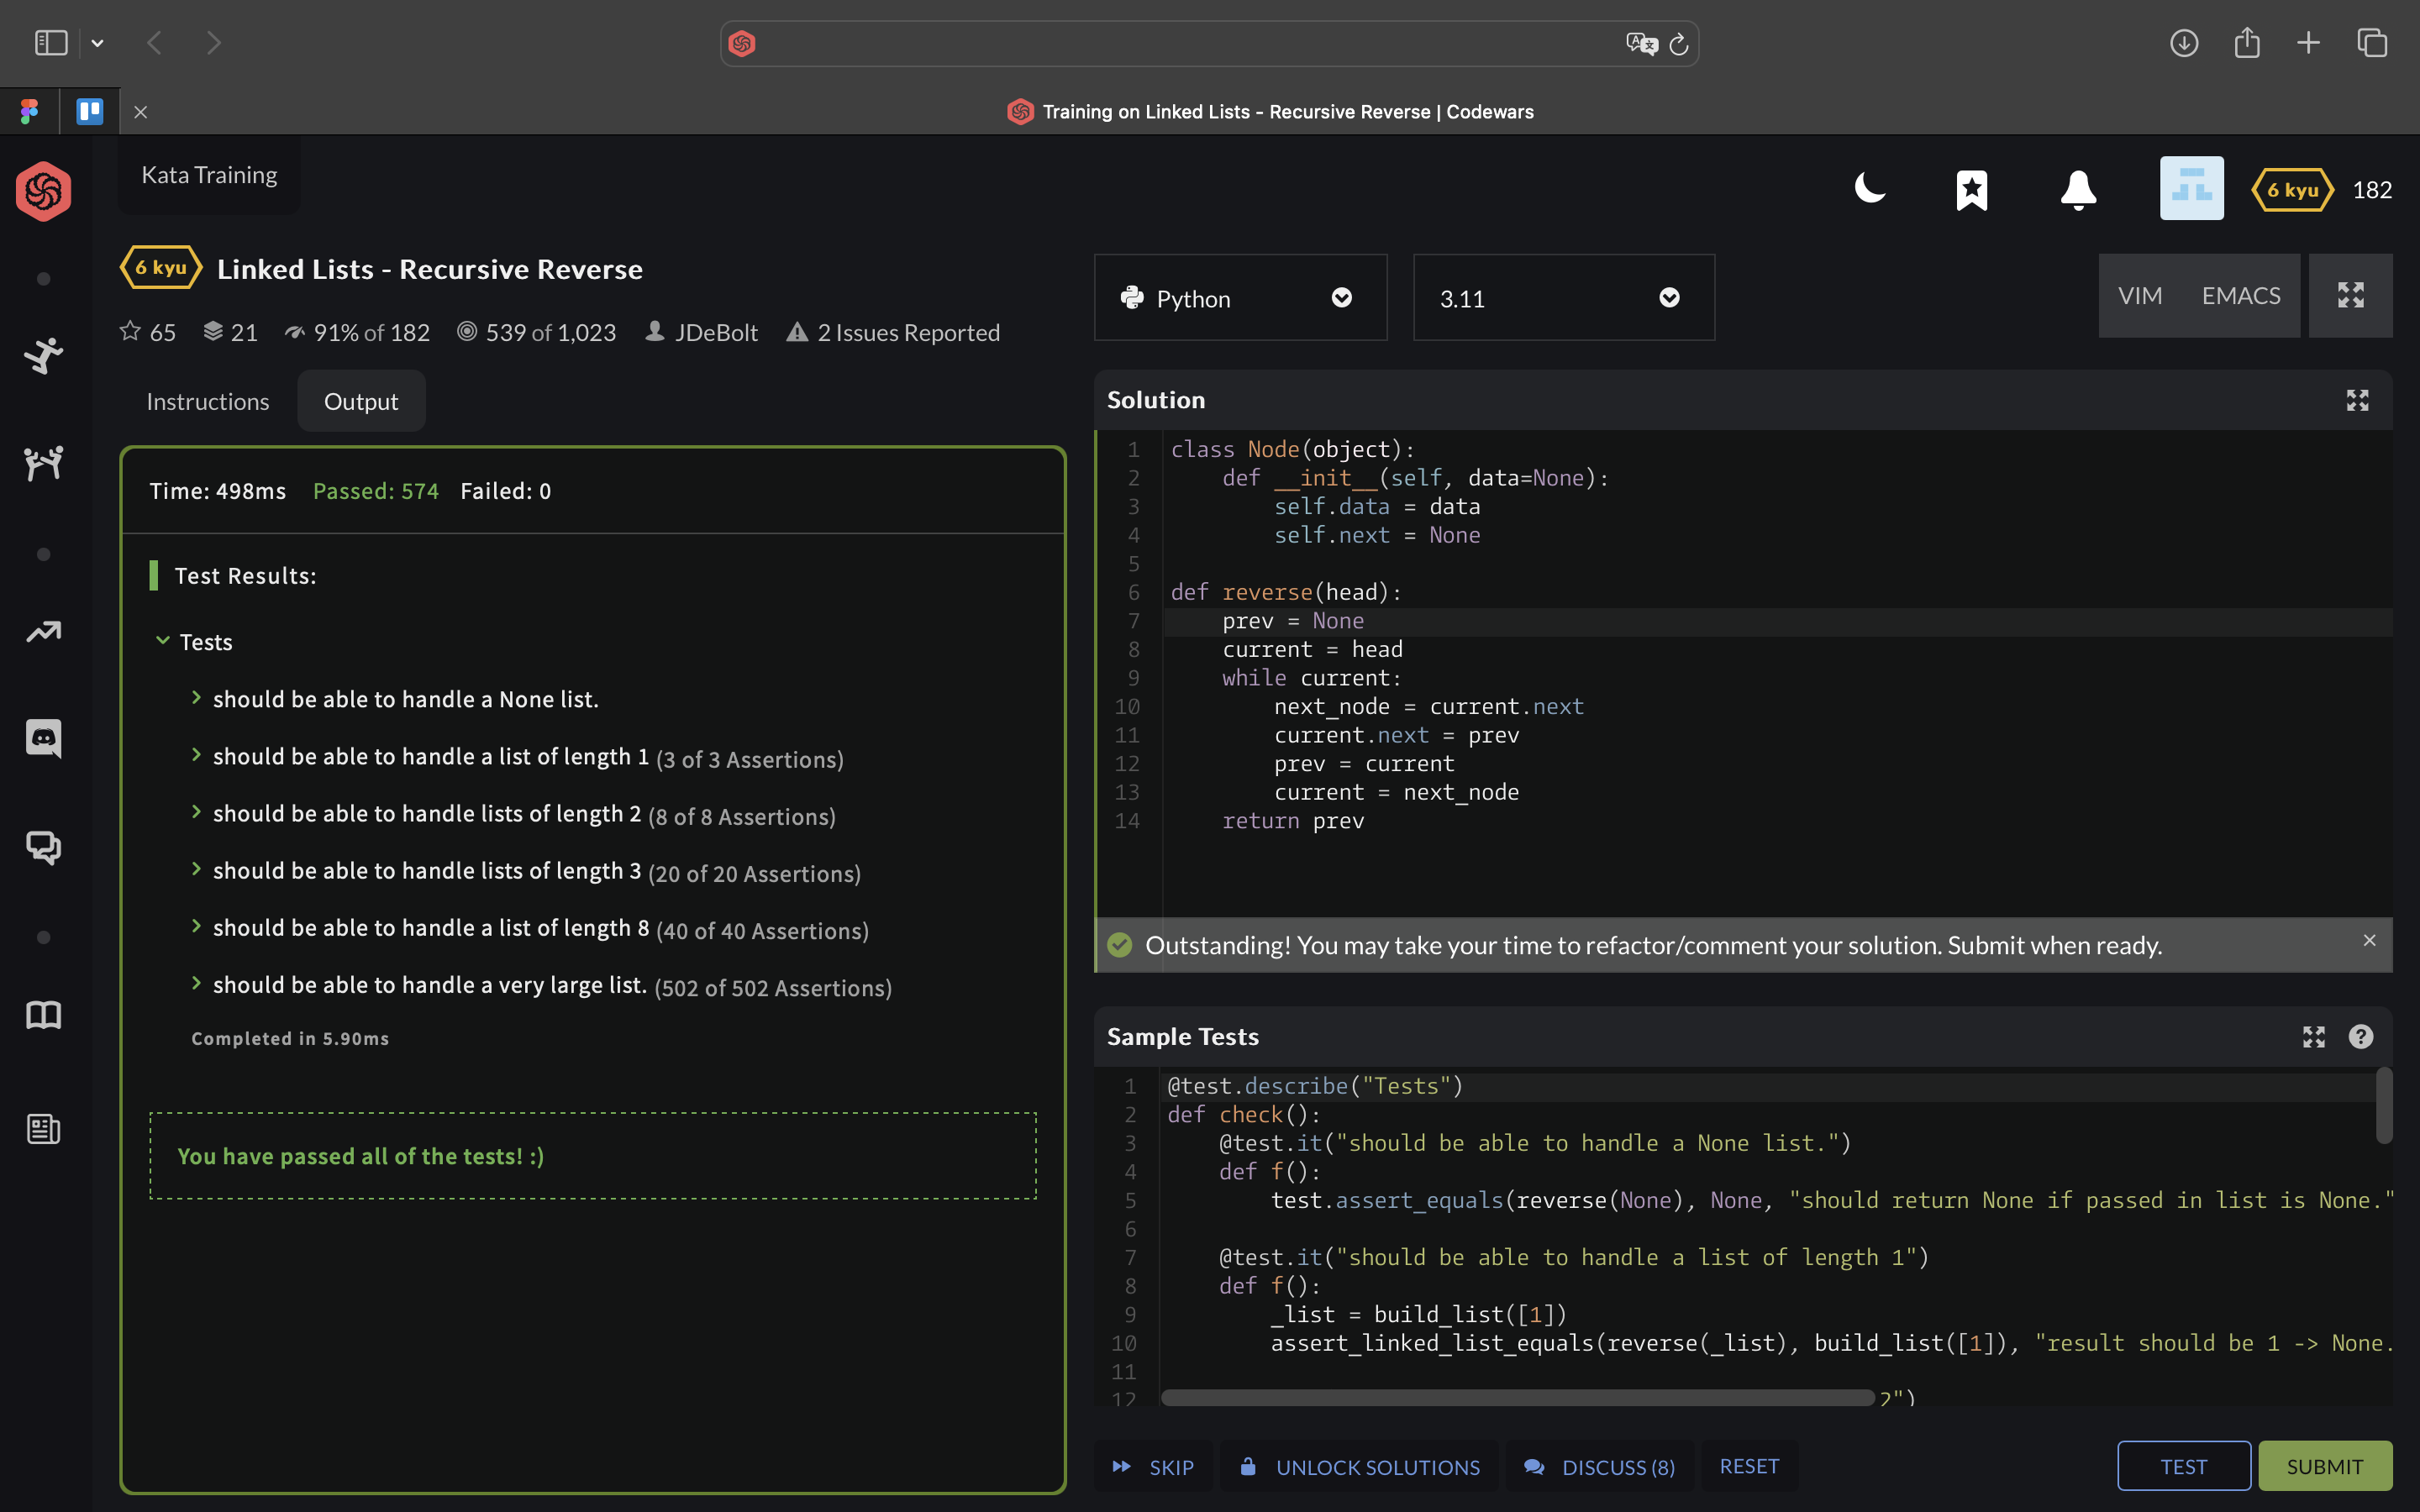 Training on Linked Lists - Recursive Reverse | Codewars
Kata Training
6 kyu 182
6 kyu Linked Lists - Recursive Reverse
65 21 91% of 182 539 of 1,023 JDeBolt 2 Issues Reported
Python 3.11 VIM EMACS
Instructions Output
Time: 498ms Passed: 574 Failed: 0
Test Results:
Tests
should be able to handle a None list.
should be able to handle a list of length 1 (3 of 3 Assertions)
should be able to handle lists of length 2 (8 of 8 Assertions)
should be able to handle lists of length 3 (20 of 20 Assertions)
should be able to handle a list of length 8 (40 of 40 Assertions)
should be able to handle a very large list. (502 of 502 Assertions)
Completed in 5.90ms
You have passed all of the tests! :)
Solution
1 class Node(object):
2     def __init__(self, data=None):
3         self.data = data
4         self.next = None
5
6 def reverse(head):
7     prev = None
8     current = head
9     while current:
10         next_node = current.next
11         current.next = prev
12         prev = current
13         current = next_node
14     return prev
Outstanding! You may take your time to refactor/comment your solution. Submit when ready.
Sample Tests
1 @test.describe("Tests")
2 def check():
3     @test.it("should be able to handle a None list.")
4     def f():
5         test.assert_equals(reverse(None), None, "should return None if passed in list is None."
6
7     @test.it("should be able to handle a list of length 1")
8     def f():
9         _list = build_list([1])
10         assert_linked_list_equals(reverse(_list), build_list([1]), "result should be 1 -> None.
11
12 2")
SKIP UNLOCK SOLUTIONS DISCUSS (8) RESET TEST SUBMIT